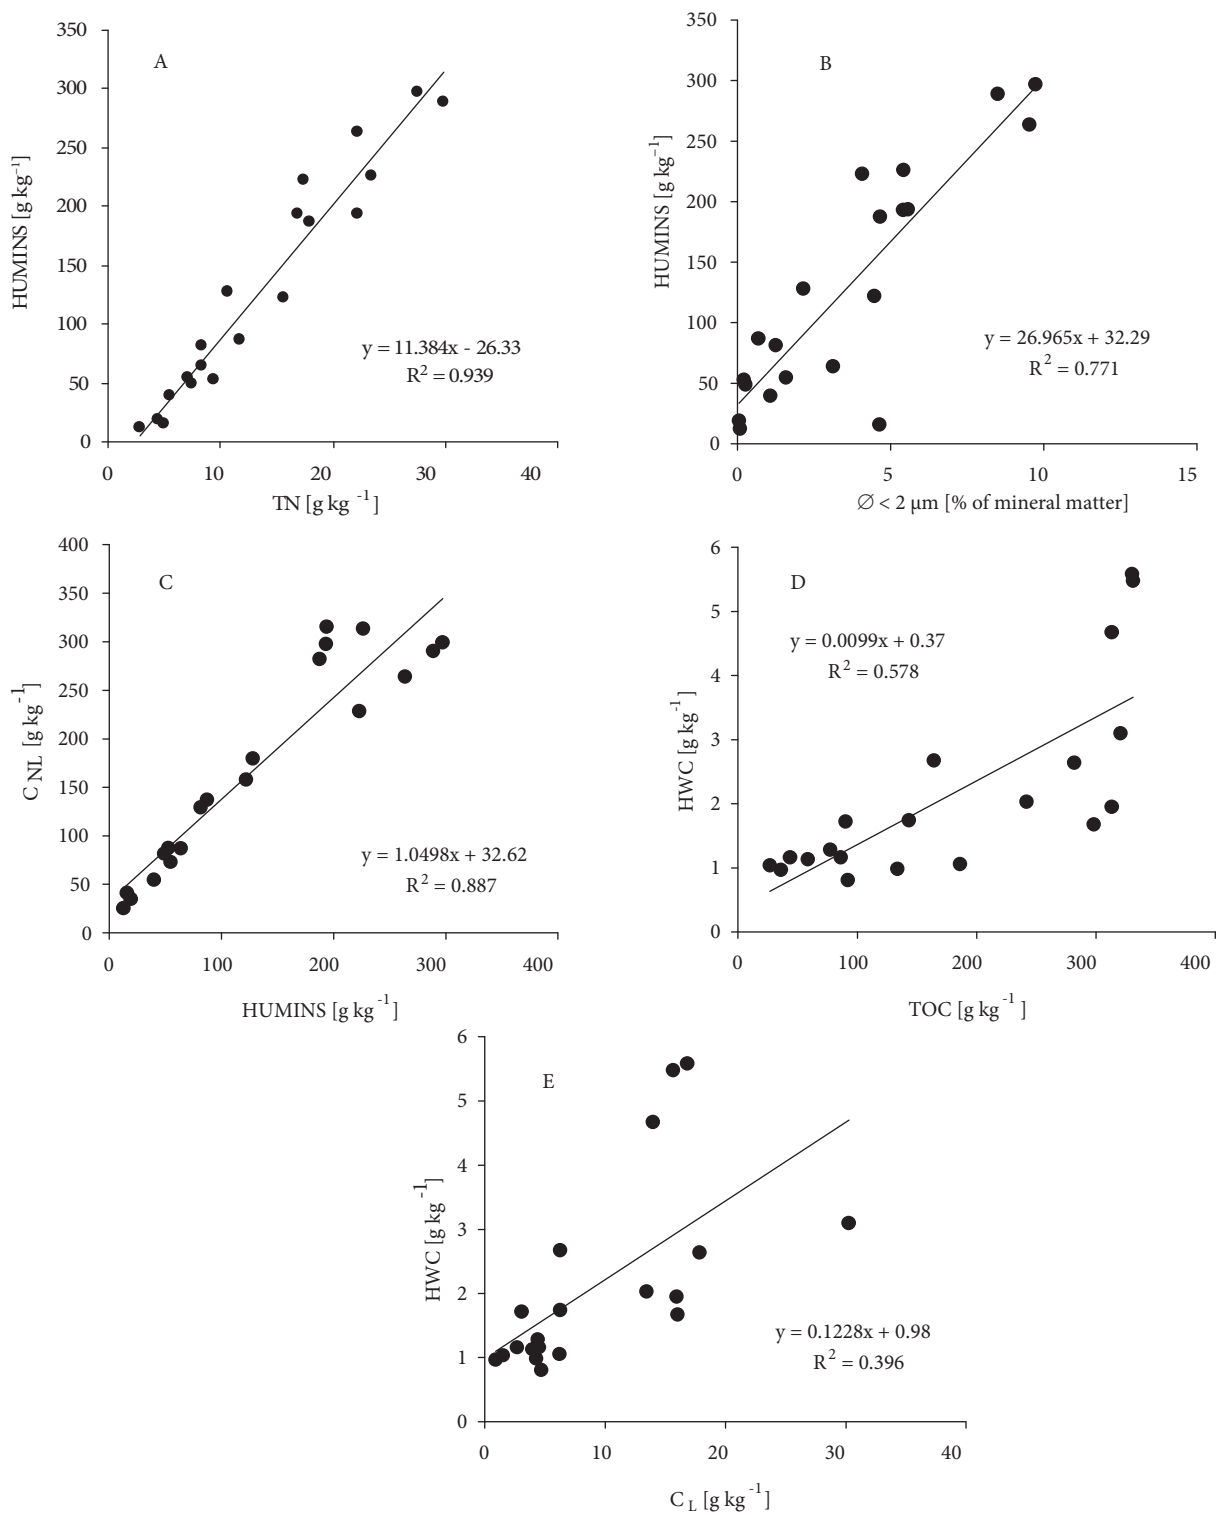 A
350
300
250
200
150
100
50
0
HUMINS [g kg⁻¹]
y = 11.384x - 26.33
R² = 0.939
0 10 20 30 40
TN [g kg ⁻¹]
B
350
300
250
200
150
100
50
0
HUMINS [g kg⁻¹]
y = 26.965x + 32.29
R² = 0.771
0 5 10 15
∅ < 2 µm [% of mineral matter]
C
400
350
300
250
200
150
100
50
0
C NL [g kg⁻¹]
y = 1.0498x + 32.62
R² = 0.887
0 100 200 300 400
HUMINS [g kg ⁻¹]
D
6
5
4
3
2
1
0
HWC [g kg⁻¹]
y = 0.0099x + 0.37
R² = 0.578
0 100 200 300 400
TOC [g kg ⁻¹]
E
6
5
4
3
2
1
0
HWC [g kg ⁻¹]
y = 0.1228x + 0.98
R² = 0.396
0 10 20 30 40
C L [g kg ⁻¹]